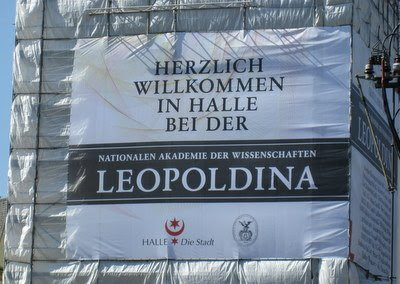 HERZLICH
WILLKOMMEN
IN HALLE
BEI DER
NATIONALEN AKADEMIE DER WISSENSCHAFTEN
LEOPOLDINA
HALLE Die Stadt